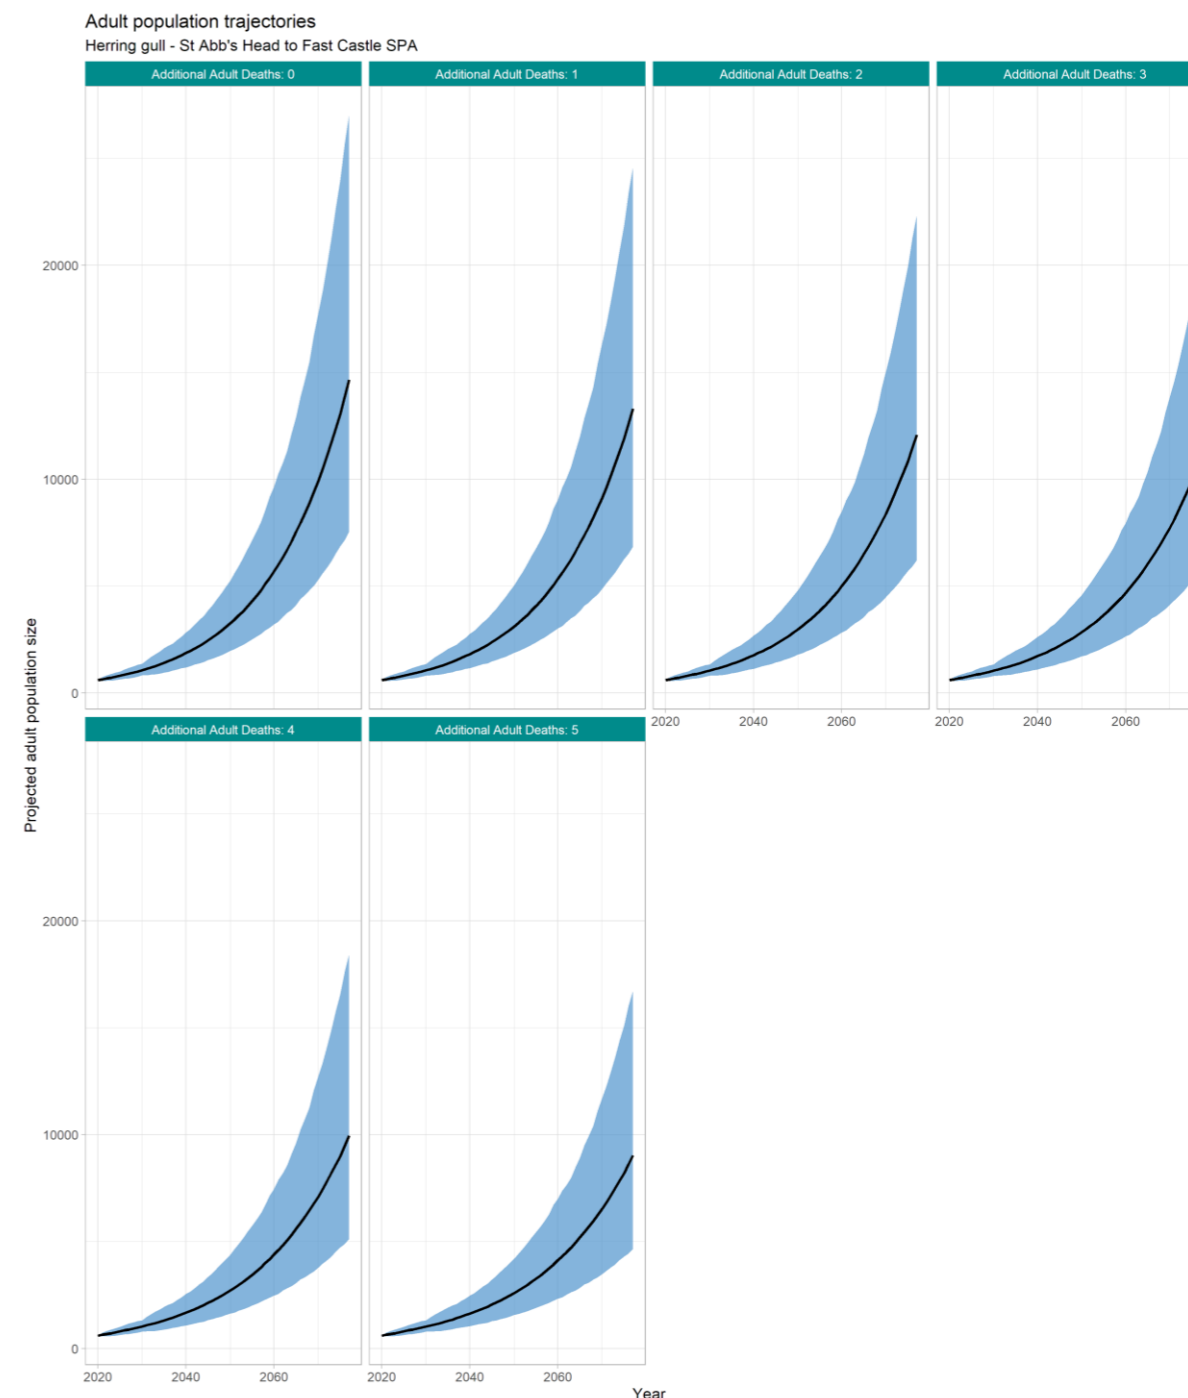 Adult population trajectories
Herring gull - St Abb's Head to Fast Castle SPA
Additional Adult Deaths: 0
Additional Adult Deaths: 1
Additional Adult Deaths: 2
Additional Adult Deaths: 3
20000
10000
0
2020 2040 2060
2020 2040 2060
Projected adult population size
Additional Adult Deaths: 4
Additional Adult Deaths: 5
20000
10000
0
2020 2040 2060
2020 2040 2060
Year